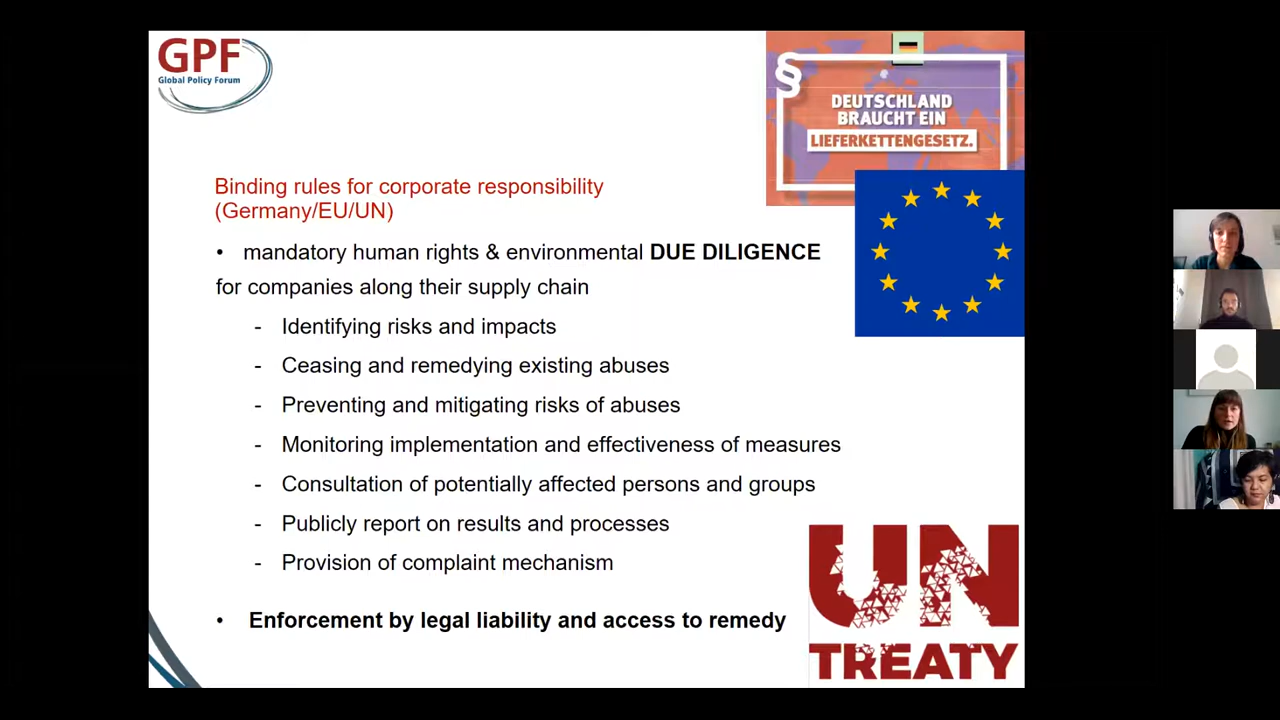 GPF
Global Policy Forum
§
DEUTSCHLAND
BRAUCHT EIN
LIEFERKETTENGESETZ.
Binding rules for corporate responsibility
(Germany/EU/UN)
• mandatory human rights & environmental DUE DILIGENCE
for companies along their supply chain
- Identifying risks and impacts
- Ceasing and remedying existing abuses
- Preventing and mitigating risks of abuses
- Monitoring implementation and effectiveness of measures
- Consultation of potentially affected persons and groups
- Publicly report on results and processes
- Provision of complaint mechanism
• Enforcement by legal liability and access to remedy
UN
TREATY